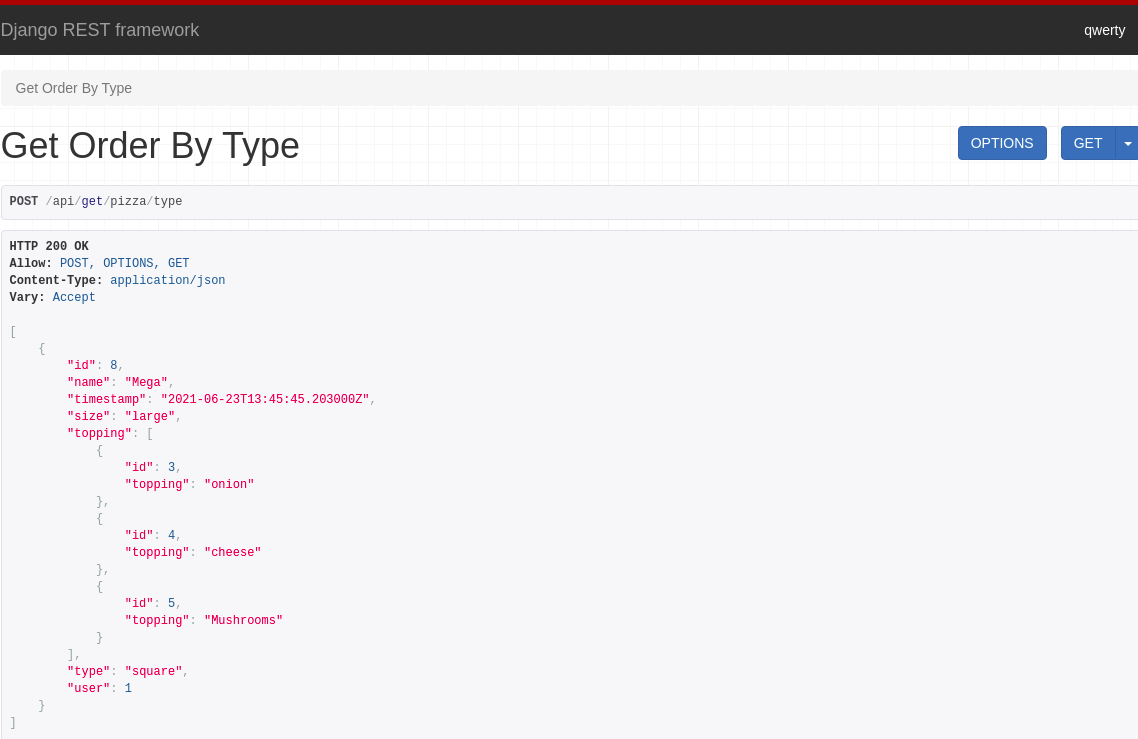 Django REST framework
qwerty
Get Order By Type
Get Order By Type
OPTIONS
GET
POST /api/get/pizza/type
HTTP 200 OK
Allow: POST, OPTIONS, GET
Content-Type: application/json
Vary: Accept
[
    {
        "id": 8,
        "name": "Mega",
        "timestamp": "2021-06-23T13:45:45.203000Z",
        "size": "large",
        "topping": [
            {
                "id": 3,
                "topping": "onion"
            },
            {
                "id": 4,
                "topping": "cheese"
            },
            {
                "id": 5,
                "topping": "Mushrooms"
            }
        ],
        "type": "square",
        "user": 1
    }
]